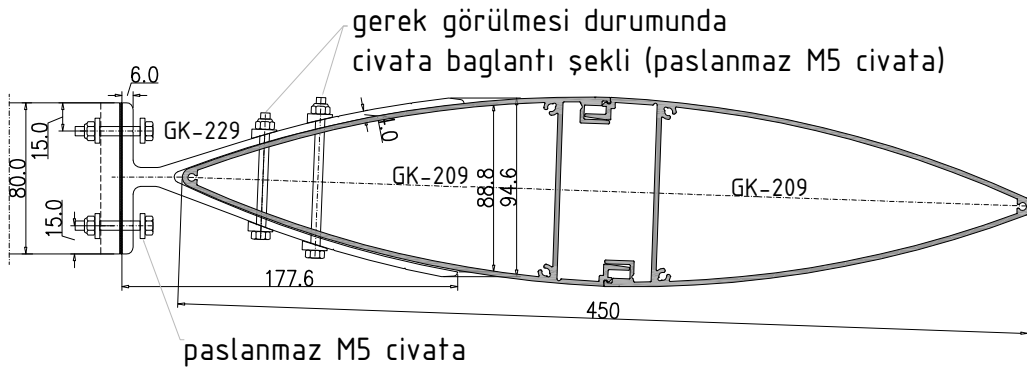 gerek görülmesi durumunda
civata baglantı şekli (paslanmaz M5 civata)
6.0
15.0
GK-229
80.0
15.0
GK-209
88.8
94.6
GK-209
177.6
450
paslanmaz M5 civata